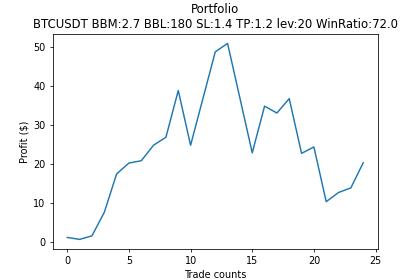 Portfolio
BTCUSDT BBM:2.7 BBL:180 SL:1.4 TP:1.2 lev:20 WinRatio:72.0
50
40
30
20
10
0
Profit ($)
0 5 10 15 20 25
Trade counts